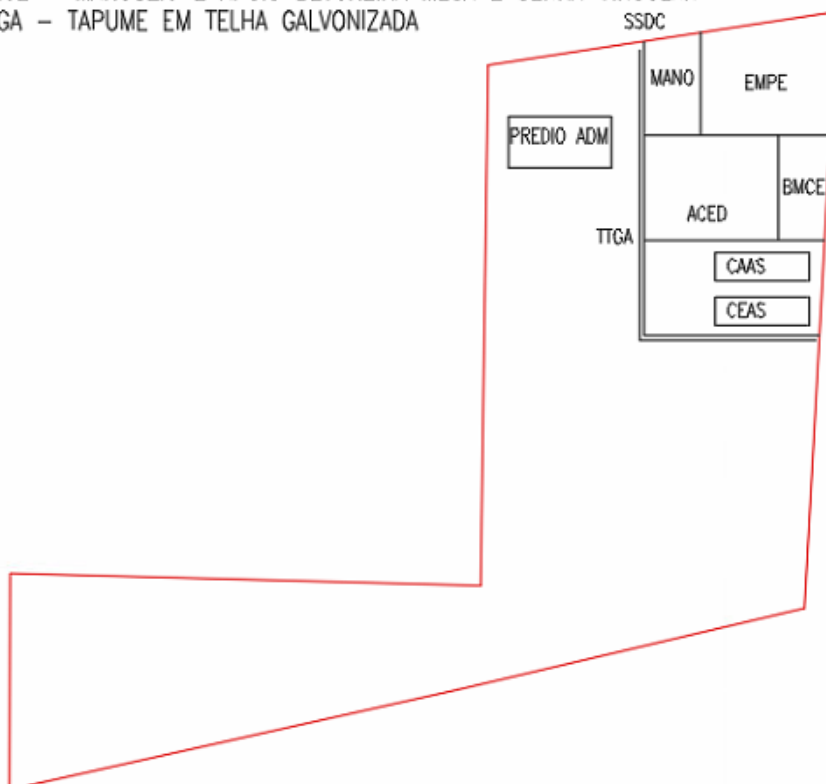 GA – TAPUME EM TELHA GALVONIZADA
SSDC
MANO
EMPE
PREDIO ADM
BMCE
ACED
TTGA
CAAS
CEAS